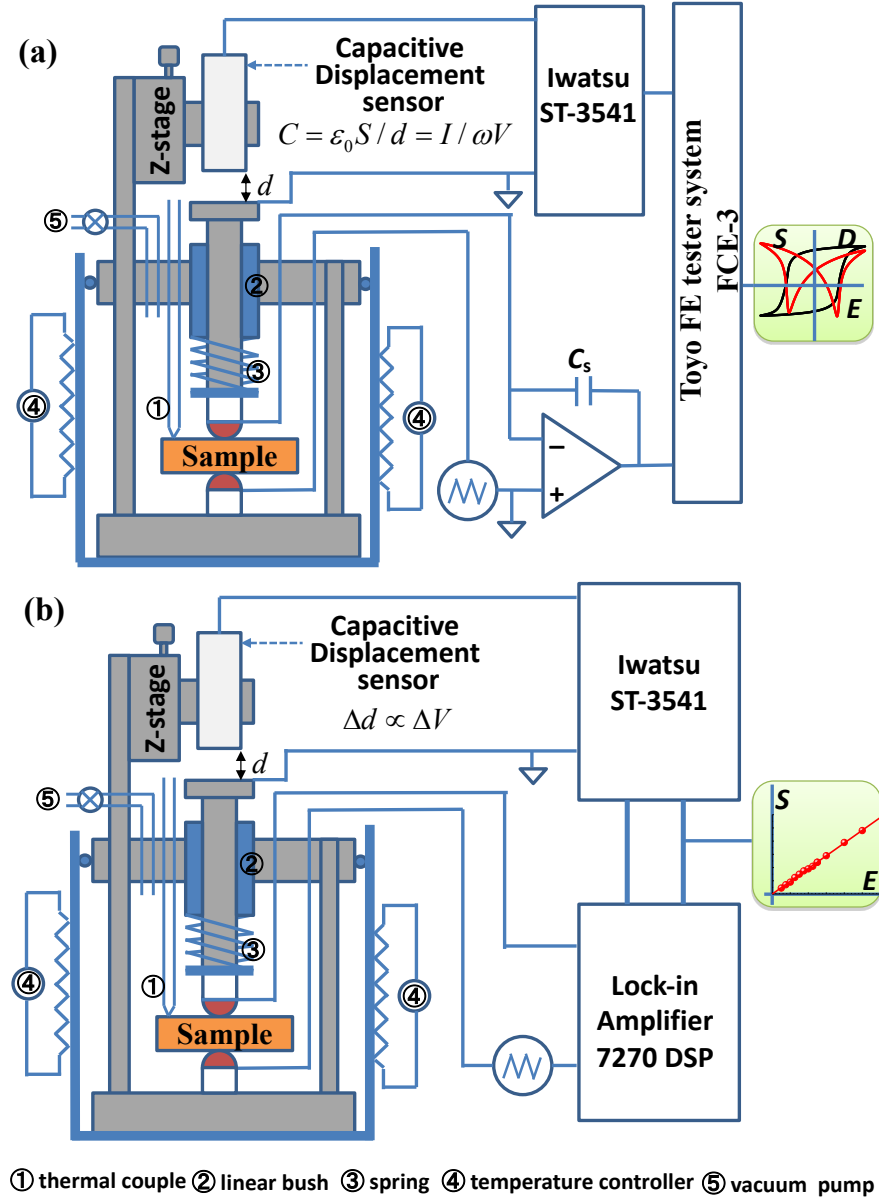 (a)
Z-stage
Capacitive
Displacement
sensor
C = ε₀S / d = I / ωV
d
Iwatsu
ST-3541
Toyo FE tester system
FCE-3
S D
E
⑤
②
③
④
①
④
Sample
Cs
−
+
(b)
Z-stage
Capacitive
Displacement
sensor
Δd ∝ ΔV
d
Iwatsu
ST-3541
S
E
⑤
②
③
④
①
④
Sample
Lock-in
Amplifier
7270 DSP
① thermal couple ② linear bush ③ spring ④ temperature controller ⑤ vacuum pump